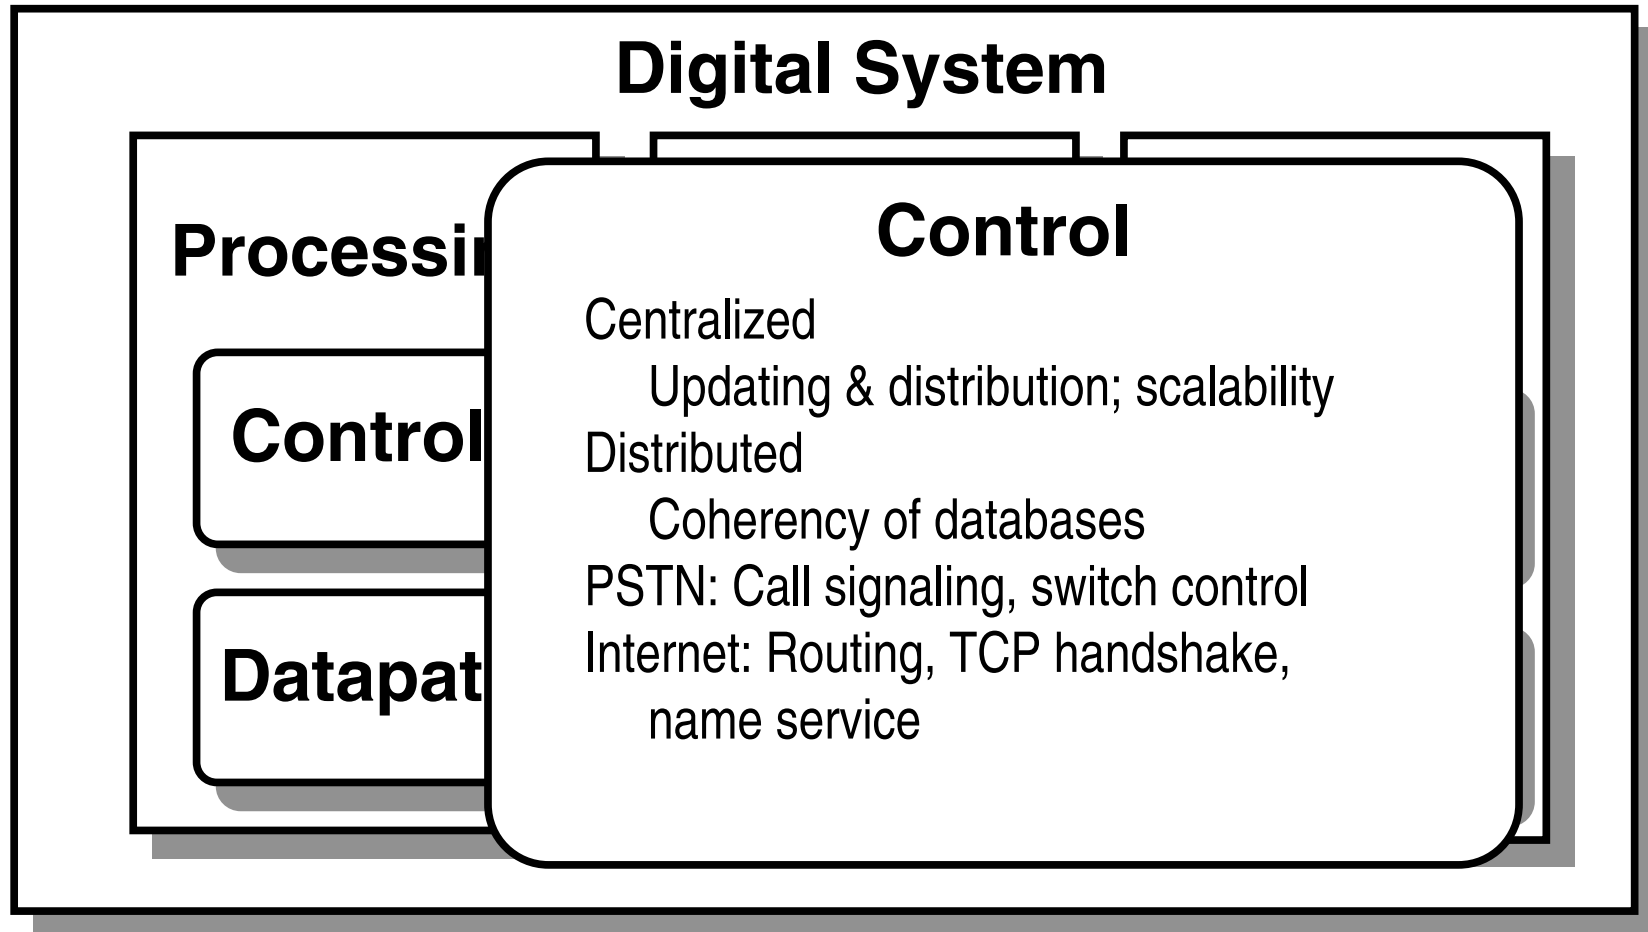 Digital System
Processin
Control
Datapat
Control
Centralized
Updating & distribution; scalability
Distributed
Coherency of databases
PSTN: Call signaling, switch control
Internet: Routing, TCP handshake,
name service